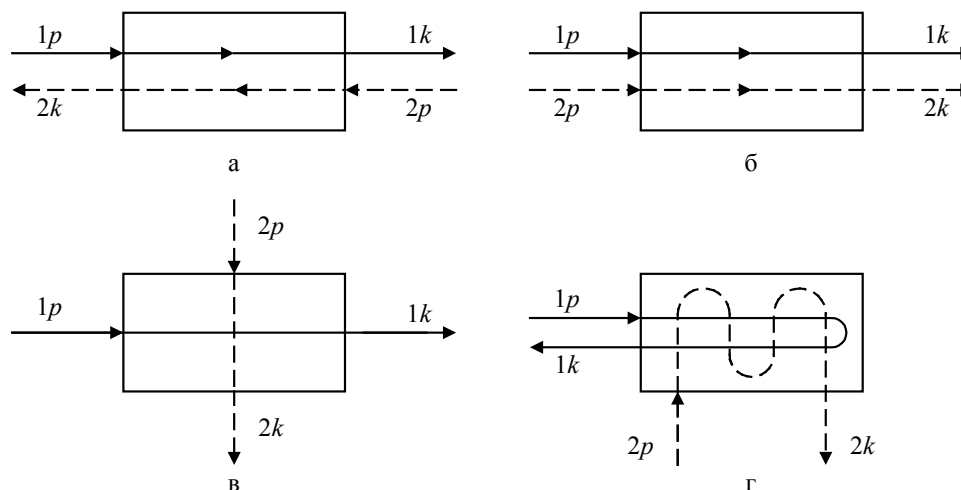 1p 1k 1p 1k
2k 2p 2p 2k
а б
2p
1p 1k 1p
1k
2k 2p 2k
в г